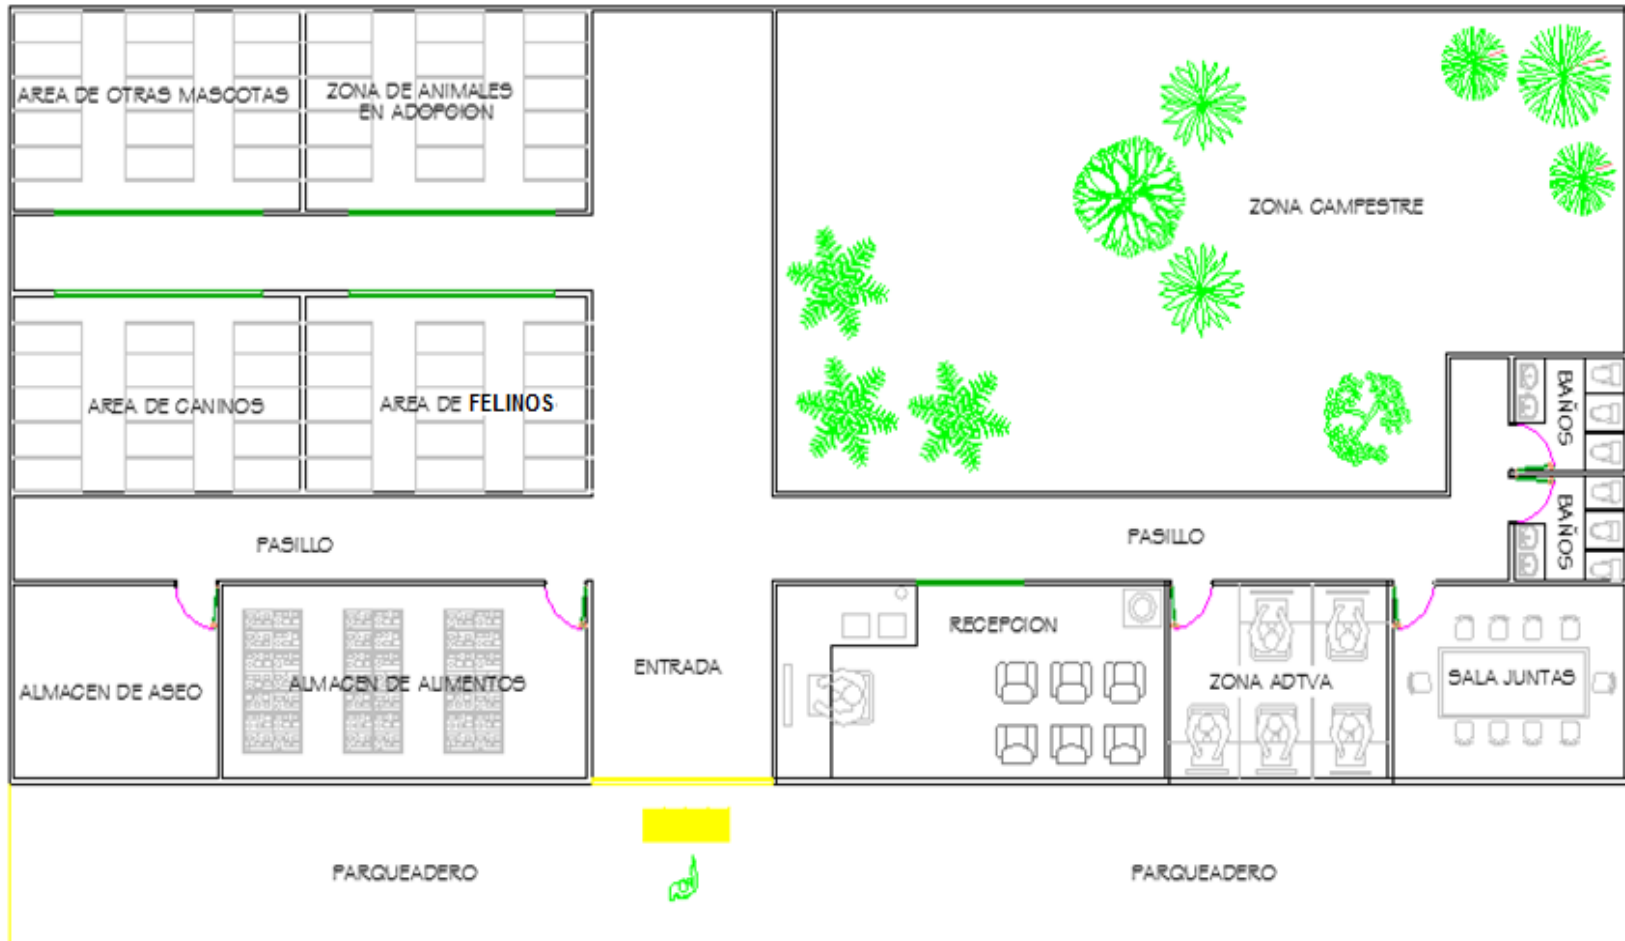 AREA DE OTRAS MASCOTAS
ZONA DE ANIMALES
EN ADOPCION
ZONA CAMPESTRE
AREA DE CANINOS
AREA DE FELINOS
BAÑOS
BAÑOS
PASILLO
PASILLO
RECEPCION
ENTRADA
ALMACEN DE ASEO
ALMACEN DE ALIMENTOS
ZONA ADTVA
SALA JUNTAS
PARQUEADERO
PARQUEADERO